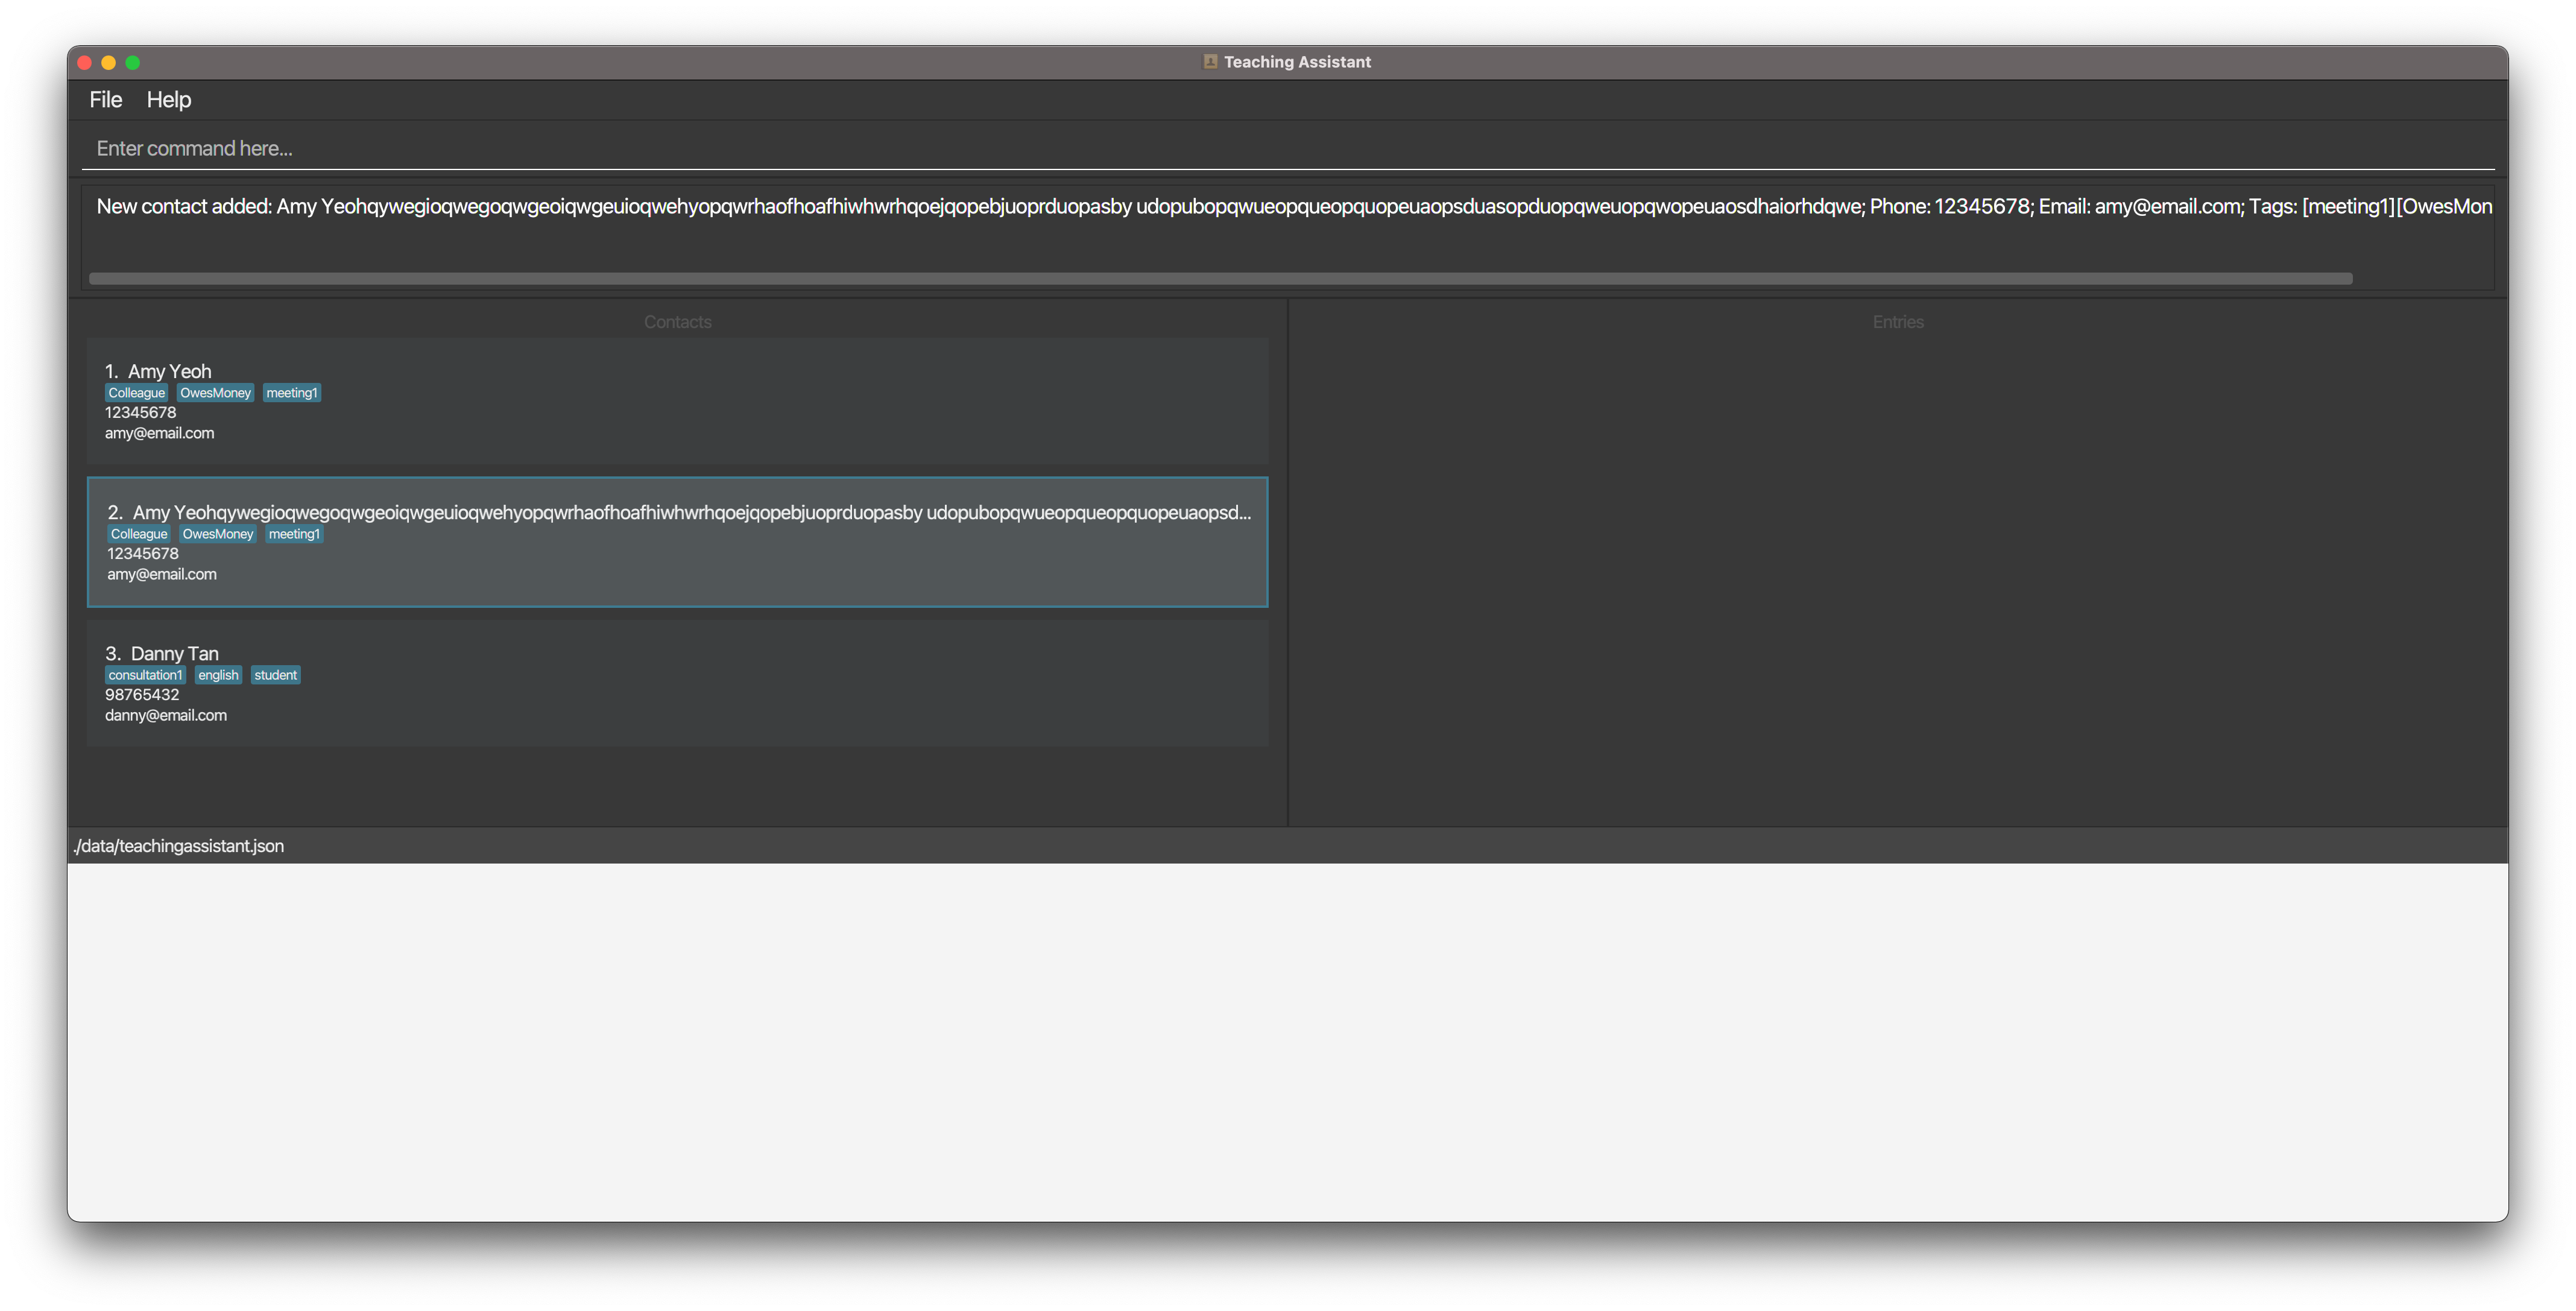 Teaching Assistant
File Help
Enter command here...
New contact added: Amy Yeohqywegioqwegoqwgeoiqwgeuioqwehyopqwrhaofhoafhiwhwrhqoejqopebjuoprduopasby udopubopqwueopqueopquopeuaopsduasopduopqweuopqwopeuaosdhaiorhdqwe; Phone: 12345678; Email: amy@email.com; Tags: [meeting1][OwesMon
Contacts
Entries
1. Amy Yeoh
Colleague OwesMoney meeting1
12345678
amy@email.com
2. Amy Yeohqywegioqwegoqwgeoiqwgeuioqwehyopqwrhaofhoafhiwhwrhqoejqopebjuoprduopasby udopubopqwueopqueopquopeuaopsd...
Colleague OwesMoney meeting1
12345678
amy@email.com
3. Danny Tan
consultation1 english student
98765432
danny@email.com
./data/teachingassistant.json